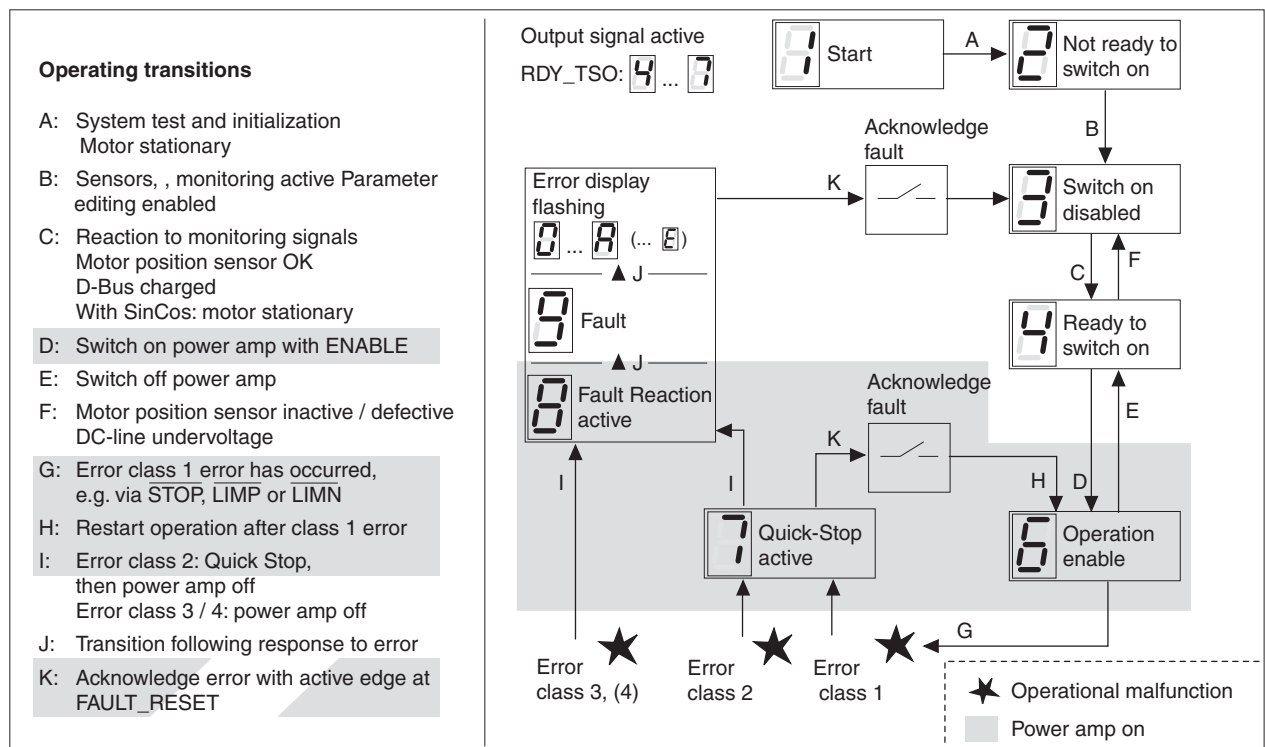 Operating transitions
A: System test and initialization
Motor stationary
B: Sensors, , monitoring active Parameter
editing enabled
C: Reaction to monitoring signals
Motor position sensor OK
D-Bus charged
With SinCos: motor stationary
D: Switch on power amp with ENABLE
E: Switch off power amp
F: Motor position sensor inactive / defective
DC-line undervoltage
G: Error class 1 error has occurred,
e.g. via STOP, LIMP or LIMN
H: Restart operation after class 1 error
I: Error class 2: Quick Stop,
then power amp off
Error class 3 / 4: power amp off
J: Transition following response to error
K: Acknowledge error with active edge at
FAULT_RESET
Output signal active
RDY_TSO: 4 ... 7
1 Start
A
2 Not ready to
switch on
B
Acknowledge
fault
K
3 Switch on
disabled
Error display
flashing
0 ... A (... E)
J
9 Fault
J
8 Fault Reaction
active
C
F
4 Ready to
switch on
Acknowledge
fault
K
E
I
I
H
D
7 Quick-Stop
active
6 Operation
enable
G
Error
class 3, (4)
Error
class 2
Error
class 1
Operational malfunction
Power amp on